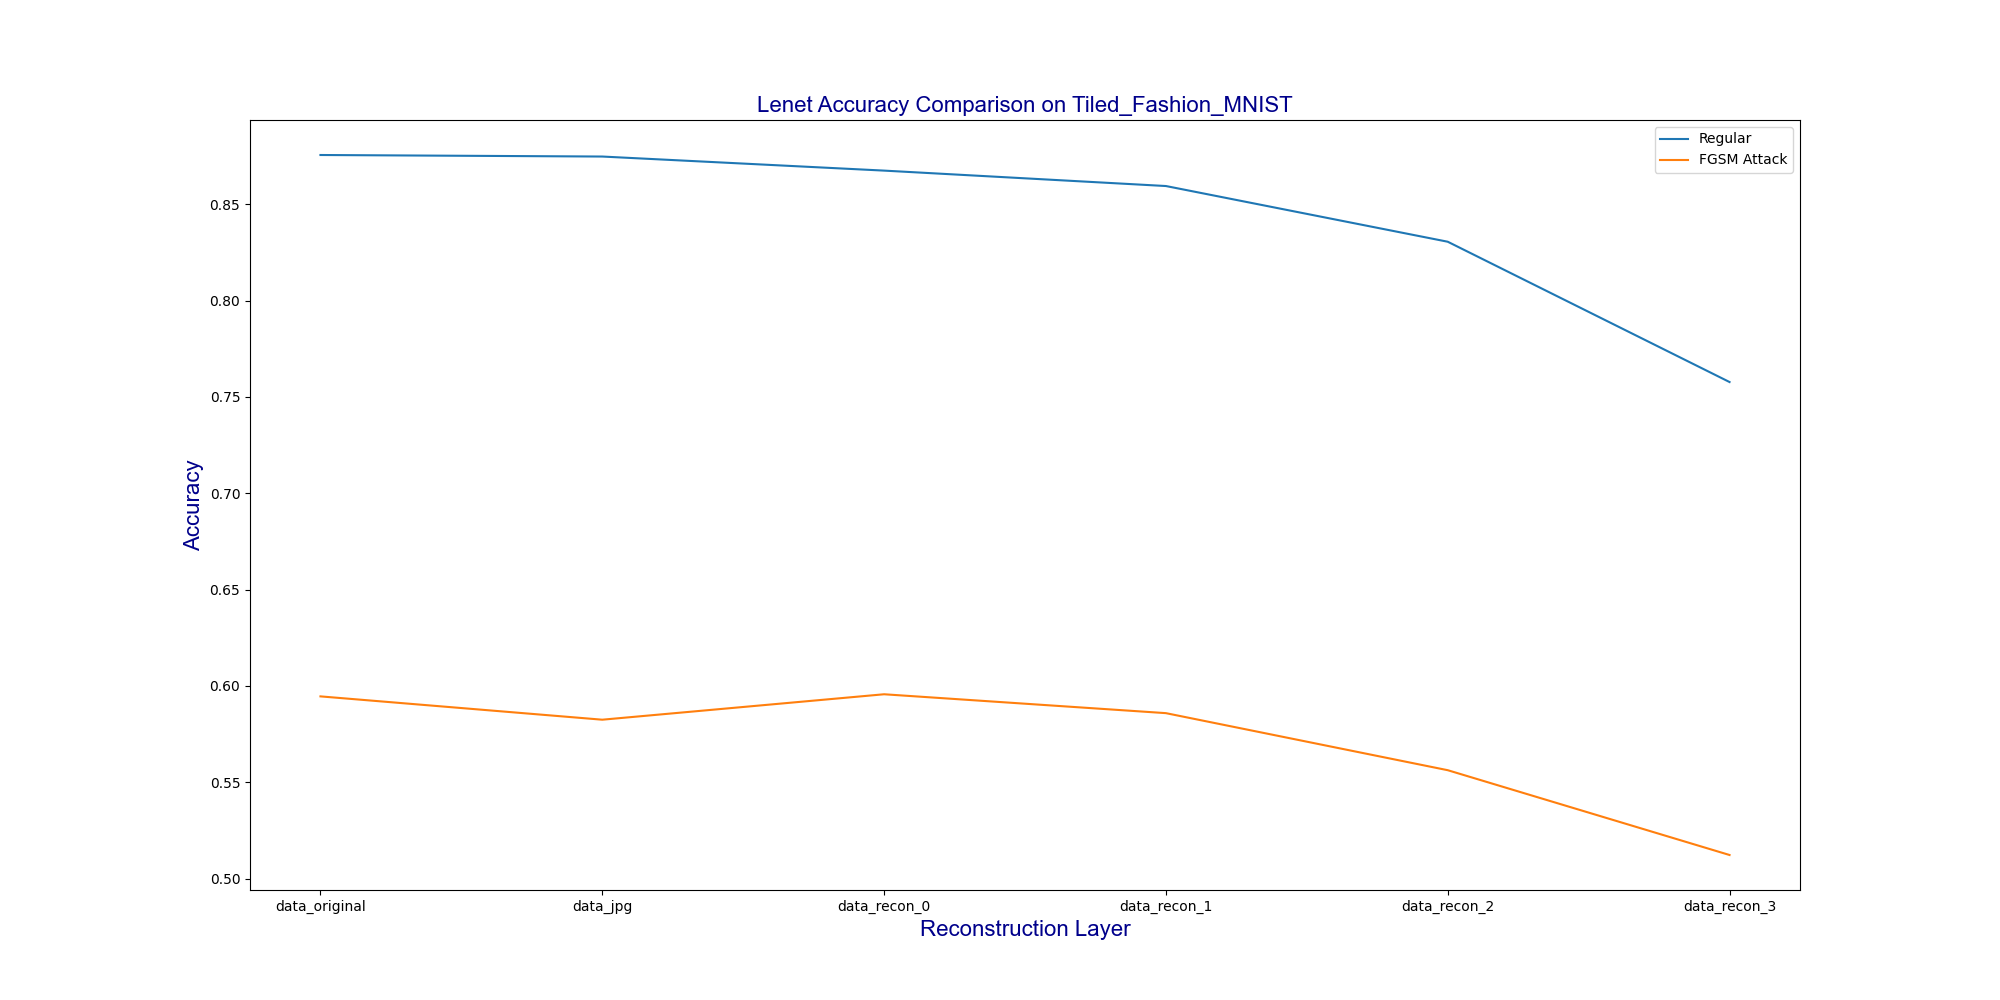 Lenet Accuracy Comparison on Tiled_Fashion_MNIST
Regular
FGSM Attack
Accuracy
0.85
0.80
0.75
0.70
0.65
0.60
0.55
0.50
data_original data_jpg data_recon_0 data_recon_1 data_recon_2 data_recon_3
Reconstruction Layer